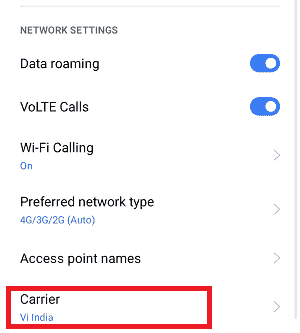 NETWORK SETTINGS
Data roaming
VoLTE Calls
Wi-Fi Calling
On
Preferred network type
4G/3G/2G (Auto)
Access point names
Carrier
Vi India